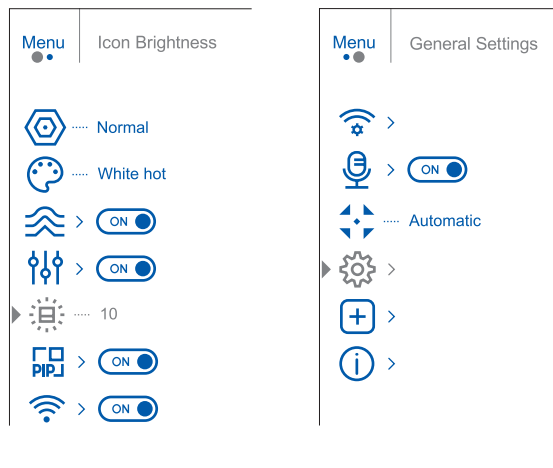 Menu
Icon Brightness
Normal
White hot
ON
ON
10
PIP
ON
ON
Menu
General Settings
ON
Automatic